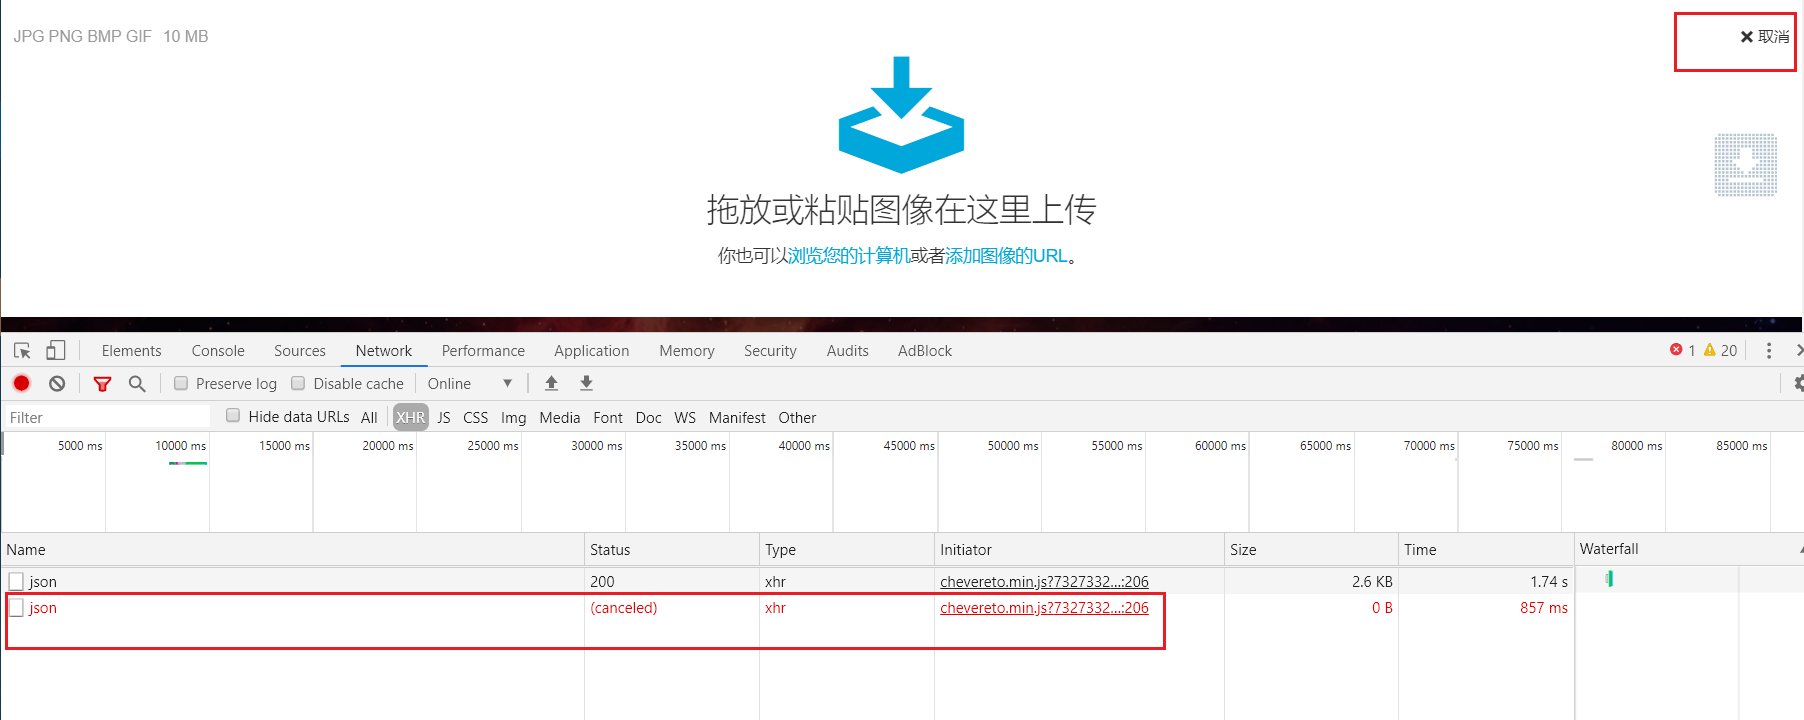 JPG PNG BMP GIF 10 MB
取消
拖放或粘贴图像在这里上传
你也可以浏览您的计算机或者添加图像的URL。
Elements Console Sources Network Performance Application Memory Security Audits AdBlock 1 20
Preserve log Disable cache Online
Filter Hide data URLs All XHR JS CSS Img Media Font Doc WS Manifest Other
5000 ms 10000 ms 15000 ms 20000 ms 25000 ms 30000 ms 35000 ms 40000 ms 45000 ms 50000 ms 55000 ms 60000 ms 65000 ms 70000 ms 75000 ms 80000 ms 85000 ms
Name Status Type Initiator Size Time Waterfall
json 200 xhr chevereto.min.js?7327332...:206 2.6 KB 1.74 s
json (canceled) xhr chevereto.min.js?7327332...:206 0 B 857 ms